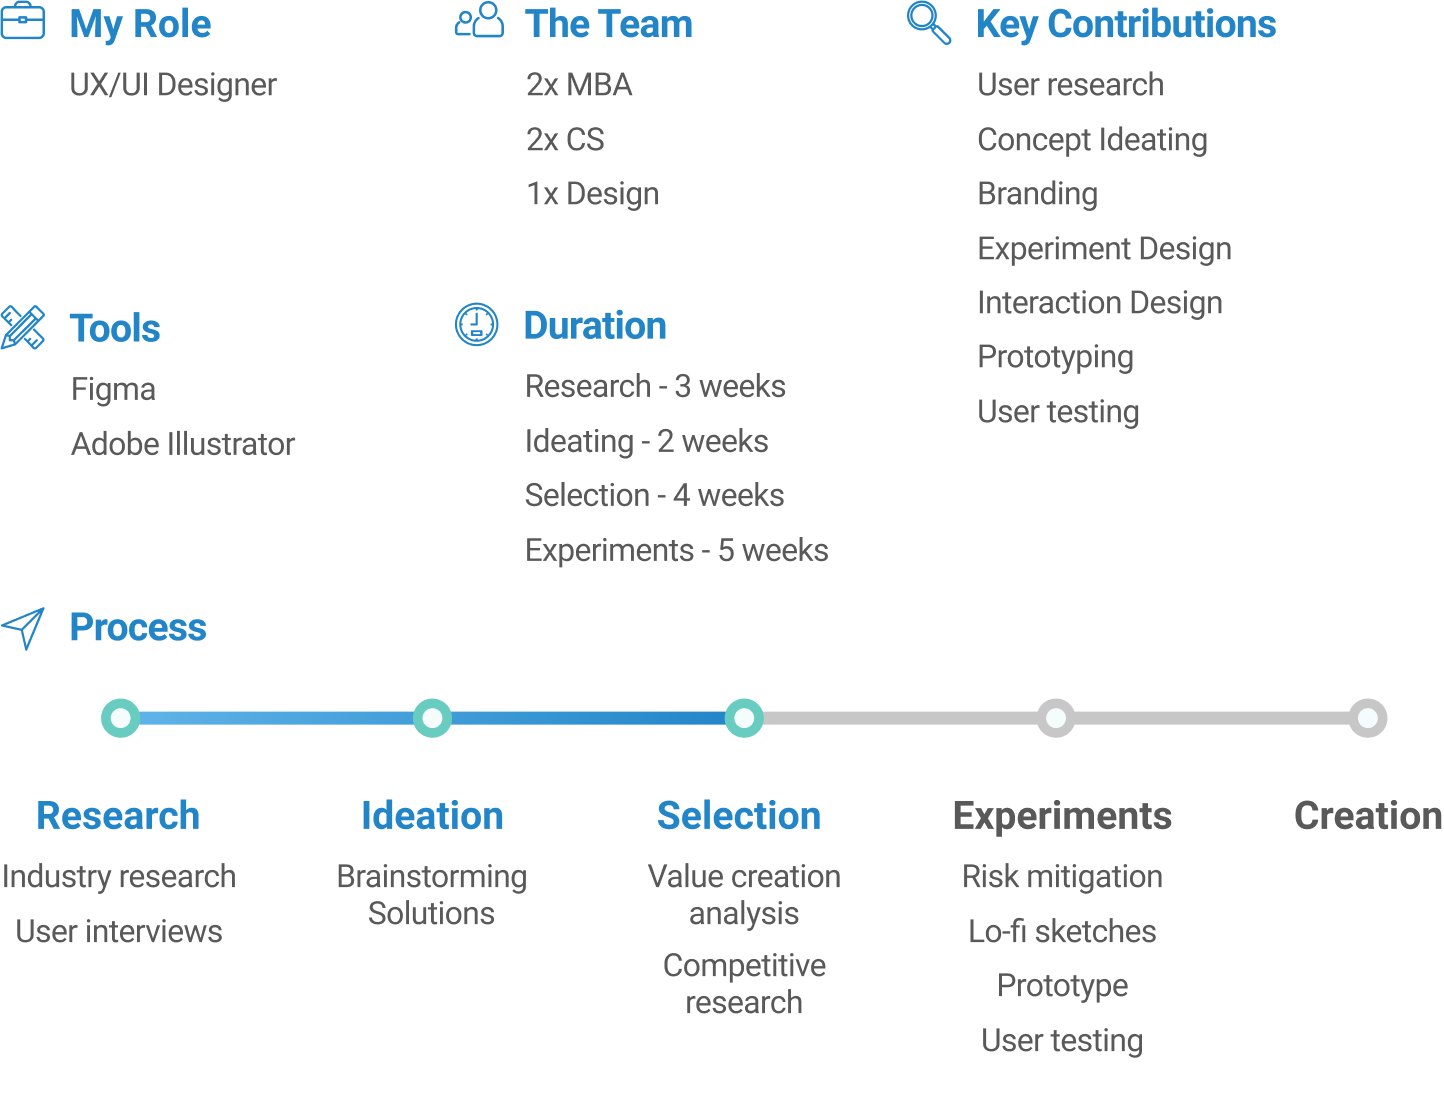 My Role
UX/UI Designer
The Team
2x MBA
2x CS
1x Design
Key Contributions
User research
Concept Ideating
Branding
Experiment Design
Interaction Design
Prototyping
User testing
Tools
Figma
Adobe Illustrator
Duration
Research - 3 weeks
Ideating - 2 weeks
Selection - 4 weeks
Experiments - 5 weeks
Process
Research
Industry research
User interviews
Ideation
Brainstorming
Solutions
Selection
Value creation
analysis
Competitive
research
Experiments
Risk mitigation
Lo-fi sketches
Prototype
User testing
Creation